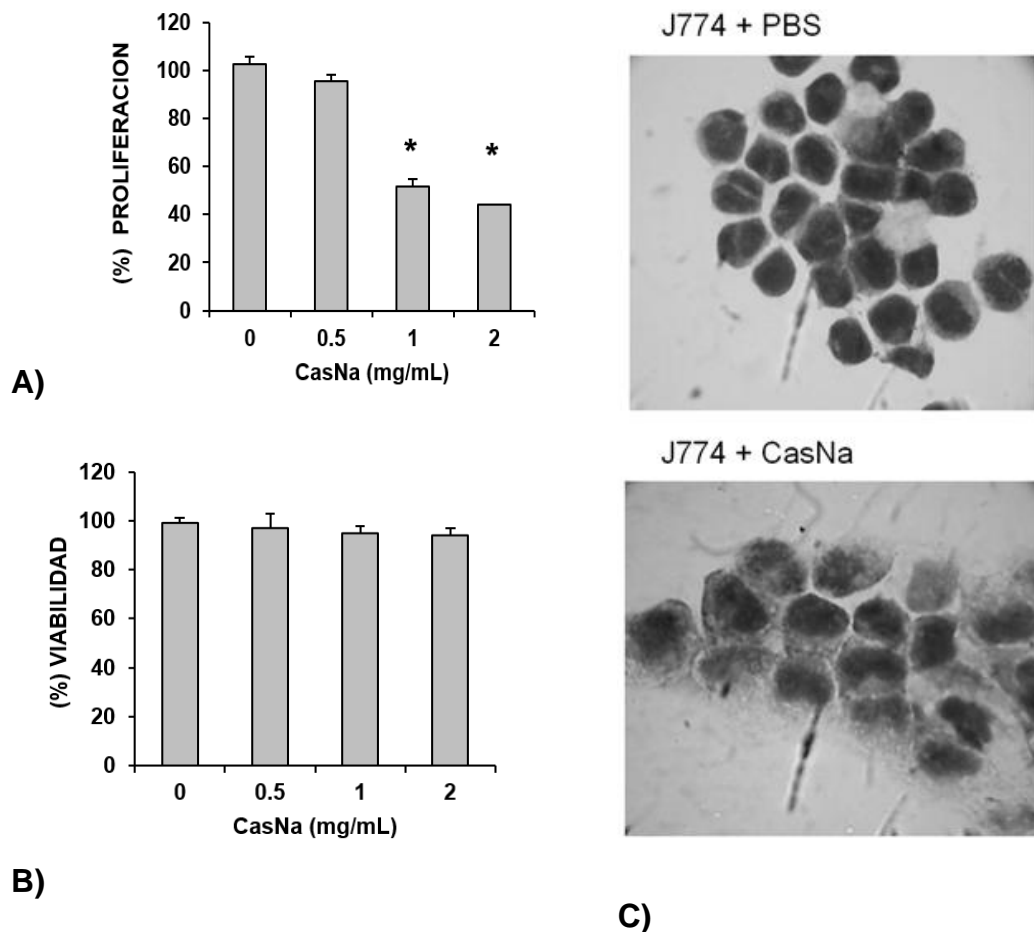 120
100
80
60
40
20
0
(%) PROLIFERACION
*
*
0 0.5 1 2
CasNa (mg/mL)
A)
120
100
80
60
40
20
0
(%) VIABILIDAD
0 0.5 1 2
CasNa (mg/mL)
B)
J774 + PBS
J774 + CasNa
C)